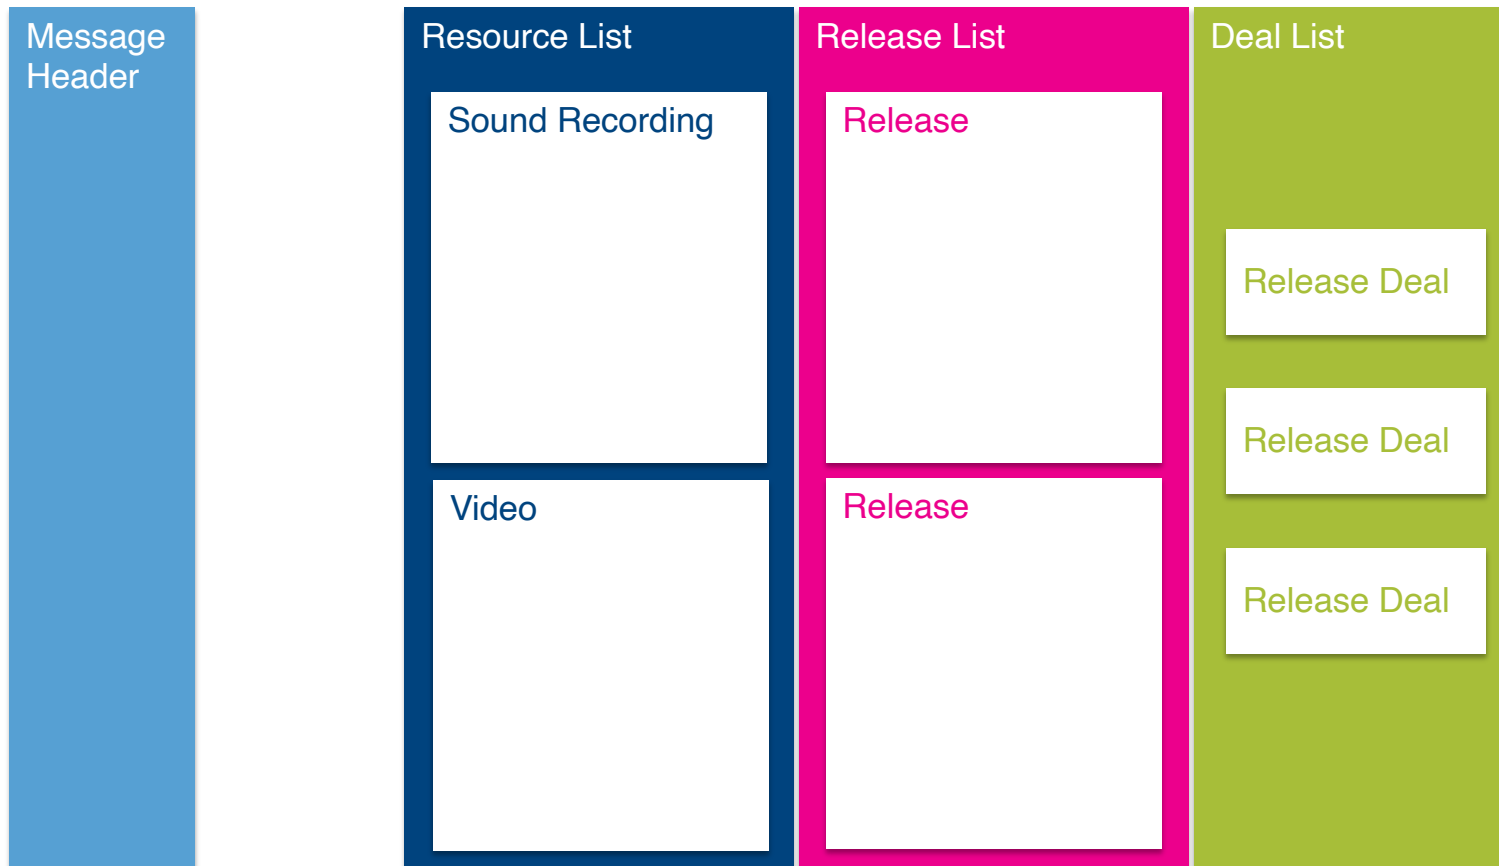 Message
Header
Resource List
Sound Recording
Video
Release List
Release
Release
Deal List
Release Deal
Release Deal
Release Deal